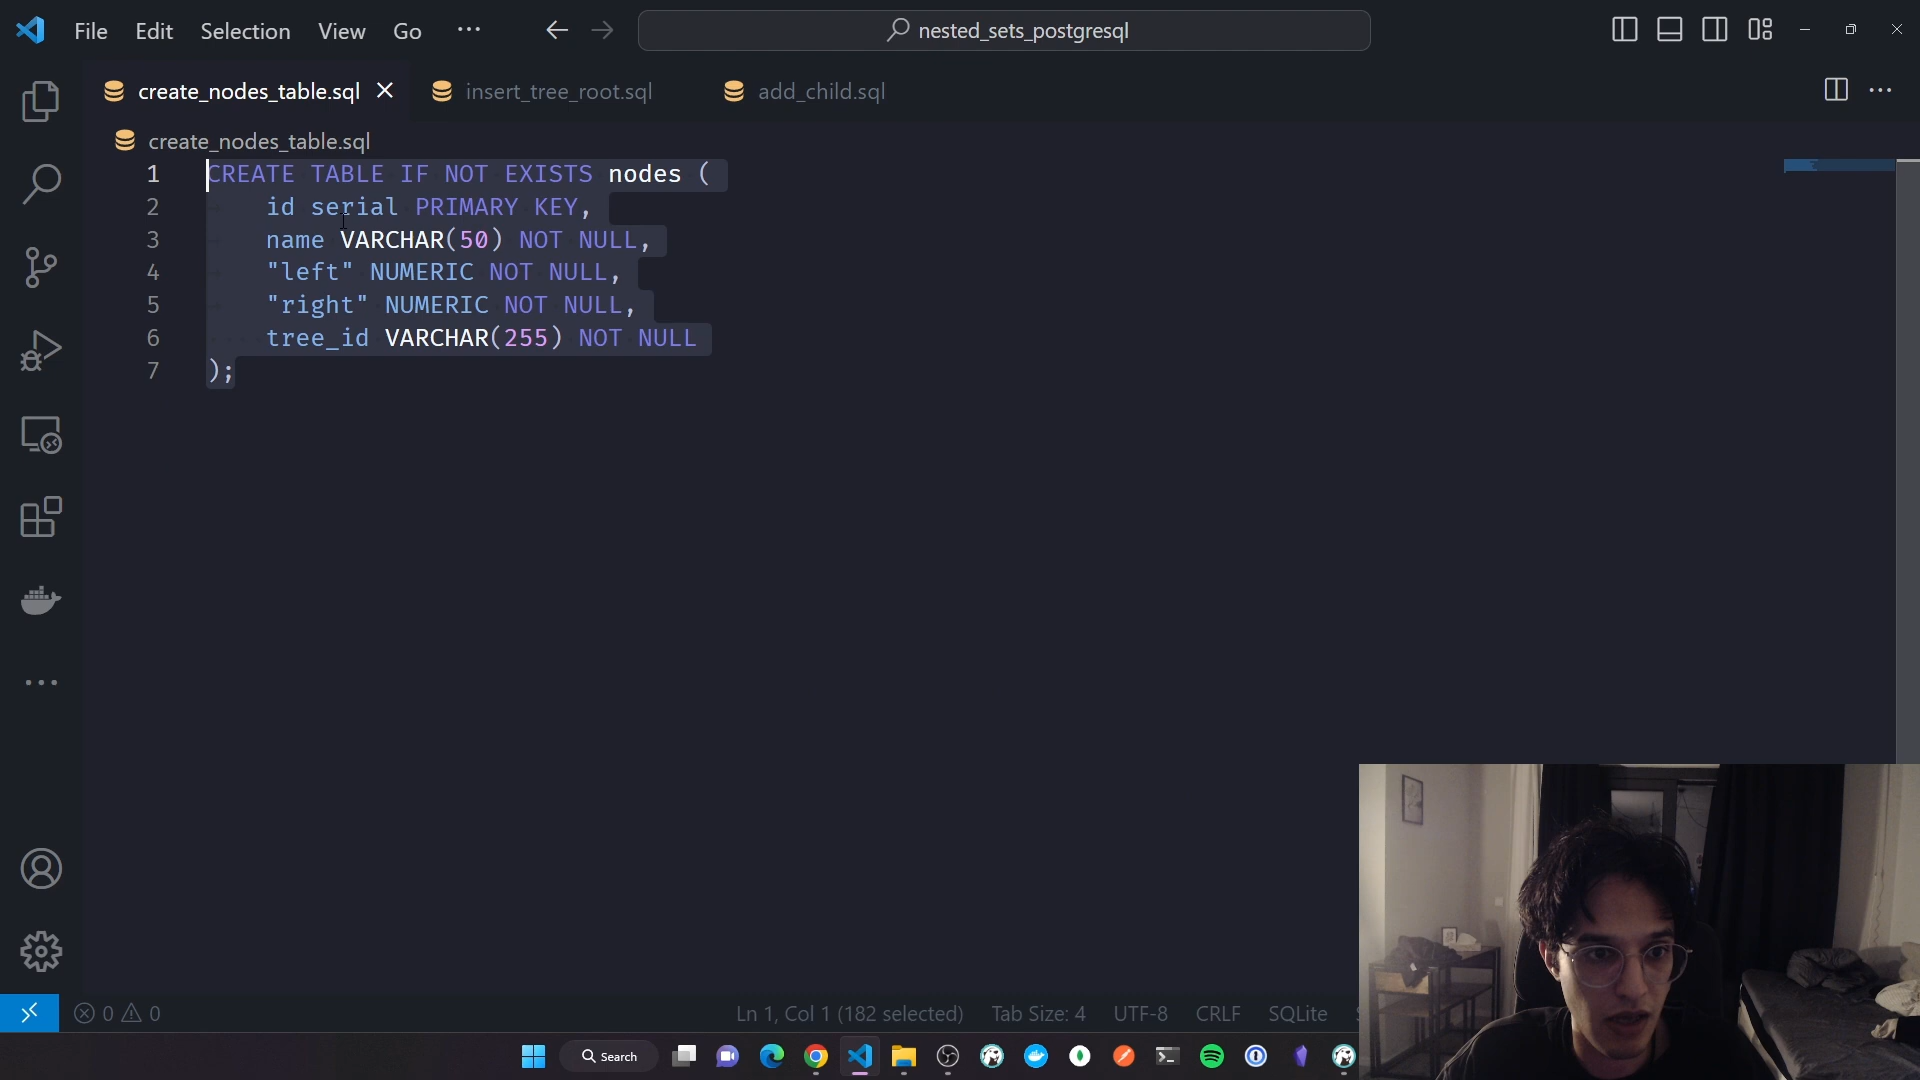 File Edit Selection View Go ··· nested_sets_postgresql
create_nodes_table.sql insert_tree_root.sql add_child.sql
create_nodes_table.sql
1 CREATE TABLE IF NOT EXISTS nodes (
2 id serial PRIMARY KEY,
3 name VARCHAR(50) NOT NULL,
4 "left" NUMERIC NOT NULL,
5 "right" NUMERIC NOT NULL,
6 tree_id VARCHAR(255) NOT NULL
7 );
0 0 Ln 1, Col 1 (182 selected) Tab Size: 4 UTF-8 CRLF SQLite
Search